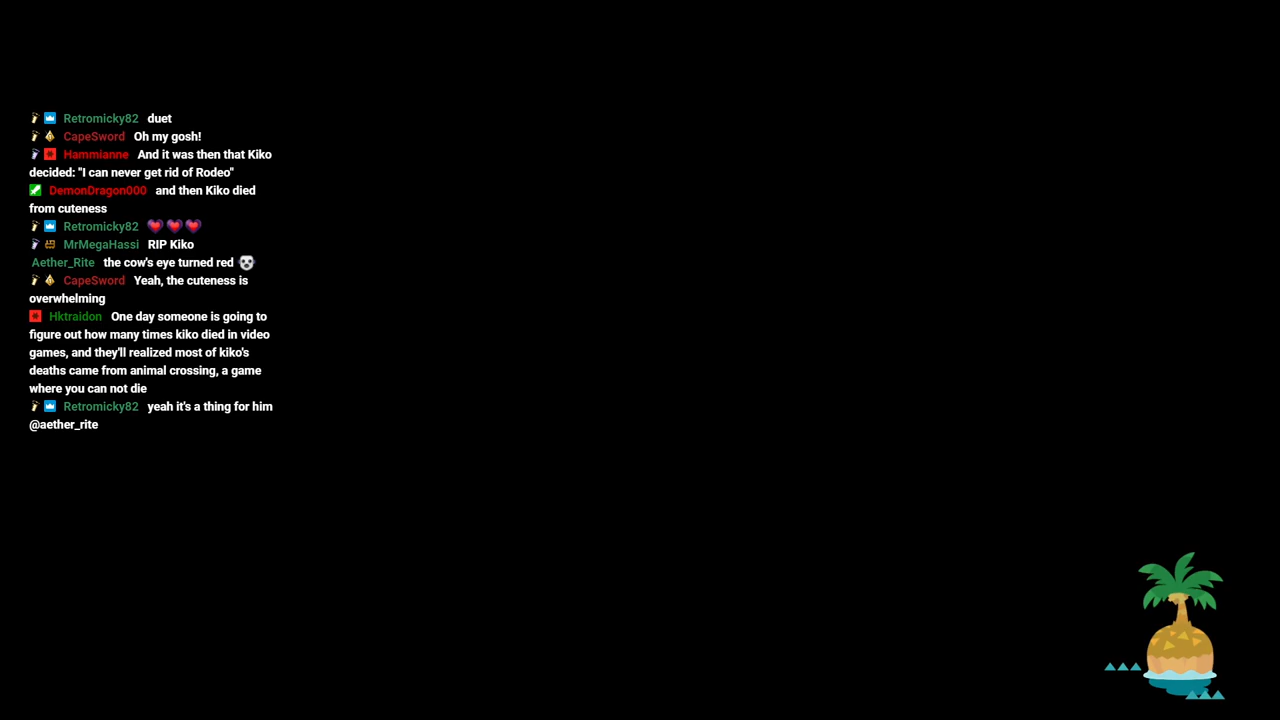 Retromicky82 duet
CapeSword Oh my gosh!
Hammianne And it was then that Kiko
decided: "I can never get rid of Rodeo"
DemonDragon000 and then Kiko died
from cuteness
Retromicky82
MrMegaHassi RIP Kiko
Aether_Rite the cow's eye turned red
CapeSword Yeah, the cuteness is
overwhelming
Hktraidon One day someone is going to
figure out how many times kiko died in video
games, and they'll realized most of kiko's
deaths came from animal crossing, a game
where you can not die
Retromicky82 yeah it's a thing for him
@aether_rite